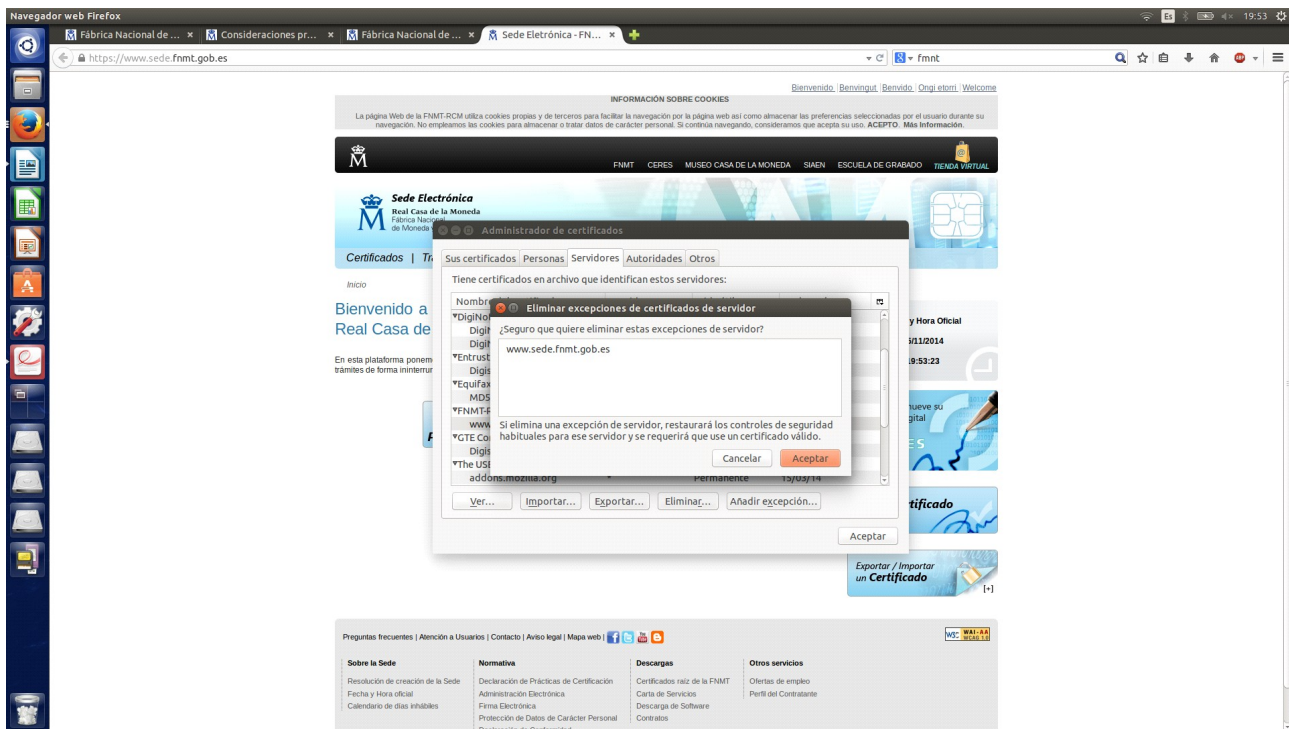 Navegador web Firefox
Es
19:53
Fábrica Nacional de ...
Consideraciones pr...
Fábrica Nacional de ...
Sede Eletrónica - FN...
https://www.sede.fnmt.gob.es
fmnt
Bienvenido | Benvingut | Benvido | Ongi etorri | Welcome
INFORMACIÓN SOBRE COOKIES
La página Web de la FNMT-RCM utiliza cookies propias y de terceros para facilitar la navegación por la página web así como almacenar las preferencias seleccionadas por el usuario durante su
navegación. No empleamos las cookies para almacenar o tratar datos de carácter personal. Si continúa navegando, consideramos que acepta su uso. ACEPTO. Más Información.
FNMT CERES MUSEO CASA DE LA MONEDA SIAEN ESCUELA DE GRABADO TIENDA VIRTUAL
Sede Electrónica
Real Casa de la Moneda
Fábrica Nacional
de Moneda
Certificados |
Inicio
Bienvenido a
Real Casa de
En esta plataforma
trámites de forma
Administrador de certificados
Sus certificados
Personas
Servidores
Autoridades
Otros
Tiene certificados en archivo que identifican estos servidores:
Eliminar excepciones de certificados de servidor
¿Seguro que quiere eliminar estas excepciones de servidor?
www.sede.fnmt.gob.es
Si elimina una excepción de servidor, restaurará los controles de seguridad
habituales para ese servidor y se requerirá que use un certificado válido.
Cancelar
Aceptar
Entrust
Equifax
addons.mozilla.org * Permanente 15/03/14
Ver...
Importar...
Exportar...
Eliminar...
Añadir excepción...
Aceptar
y Hora Oficial
/11/2014
9:53:23
Exportar / Importar
un Certificado
[+]
Preguntas frecuentes | Atención a Usuarios | Contacto | Aviso legal | Mapa web |
W3C WAI-AA
WCAG 1.0
Sobre la Sede
Resolución de creación de la Sede
Fecha y Hora oficial
Calendario de días inhábiles
Normativa
Declaración de Prácticas de Certificación
Administración Electrónica
Firma Electrónica
Protección de Datos de Carácter Personal
Descargas
Certificados raíz de la FNMT
Carta de Servicios
Descarga de Software
Contratos
Otros servicios
Ofertas de empleo
Perfil del Contratante